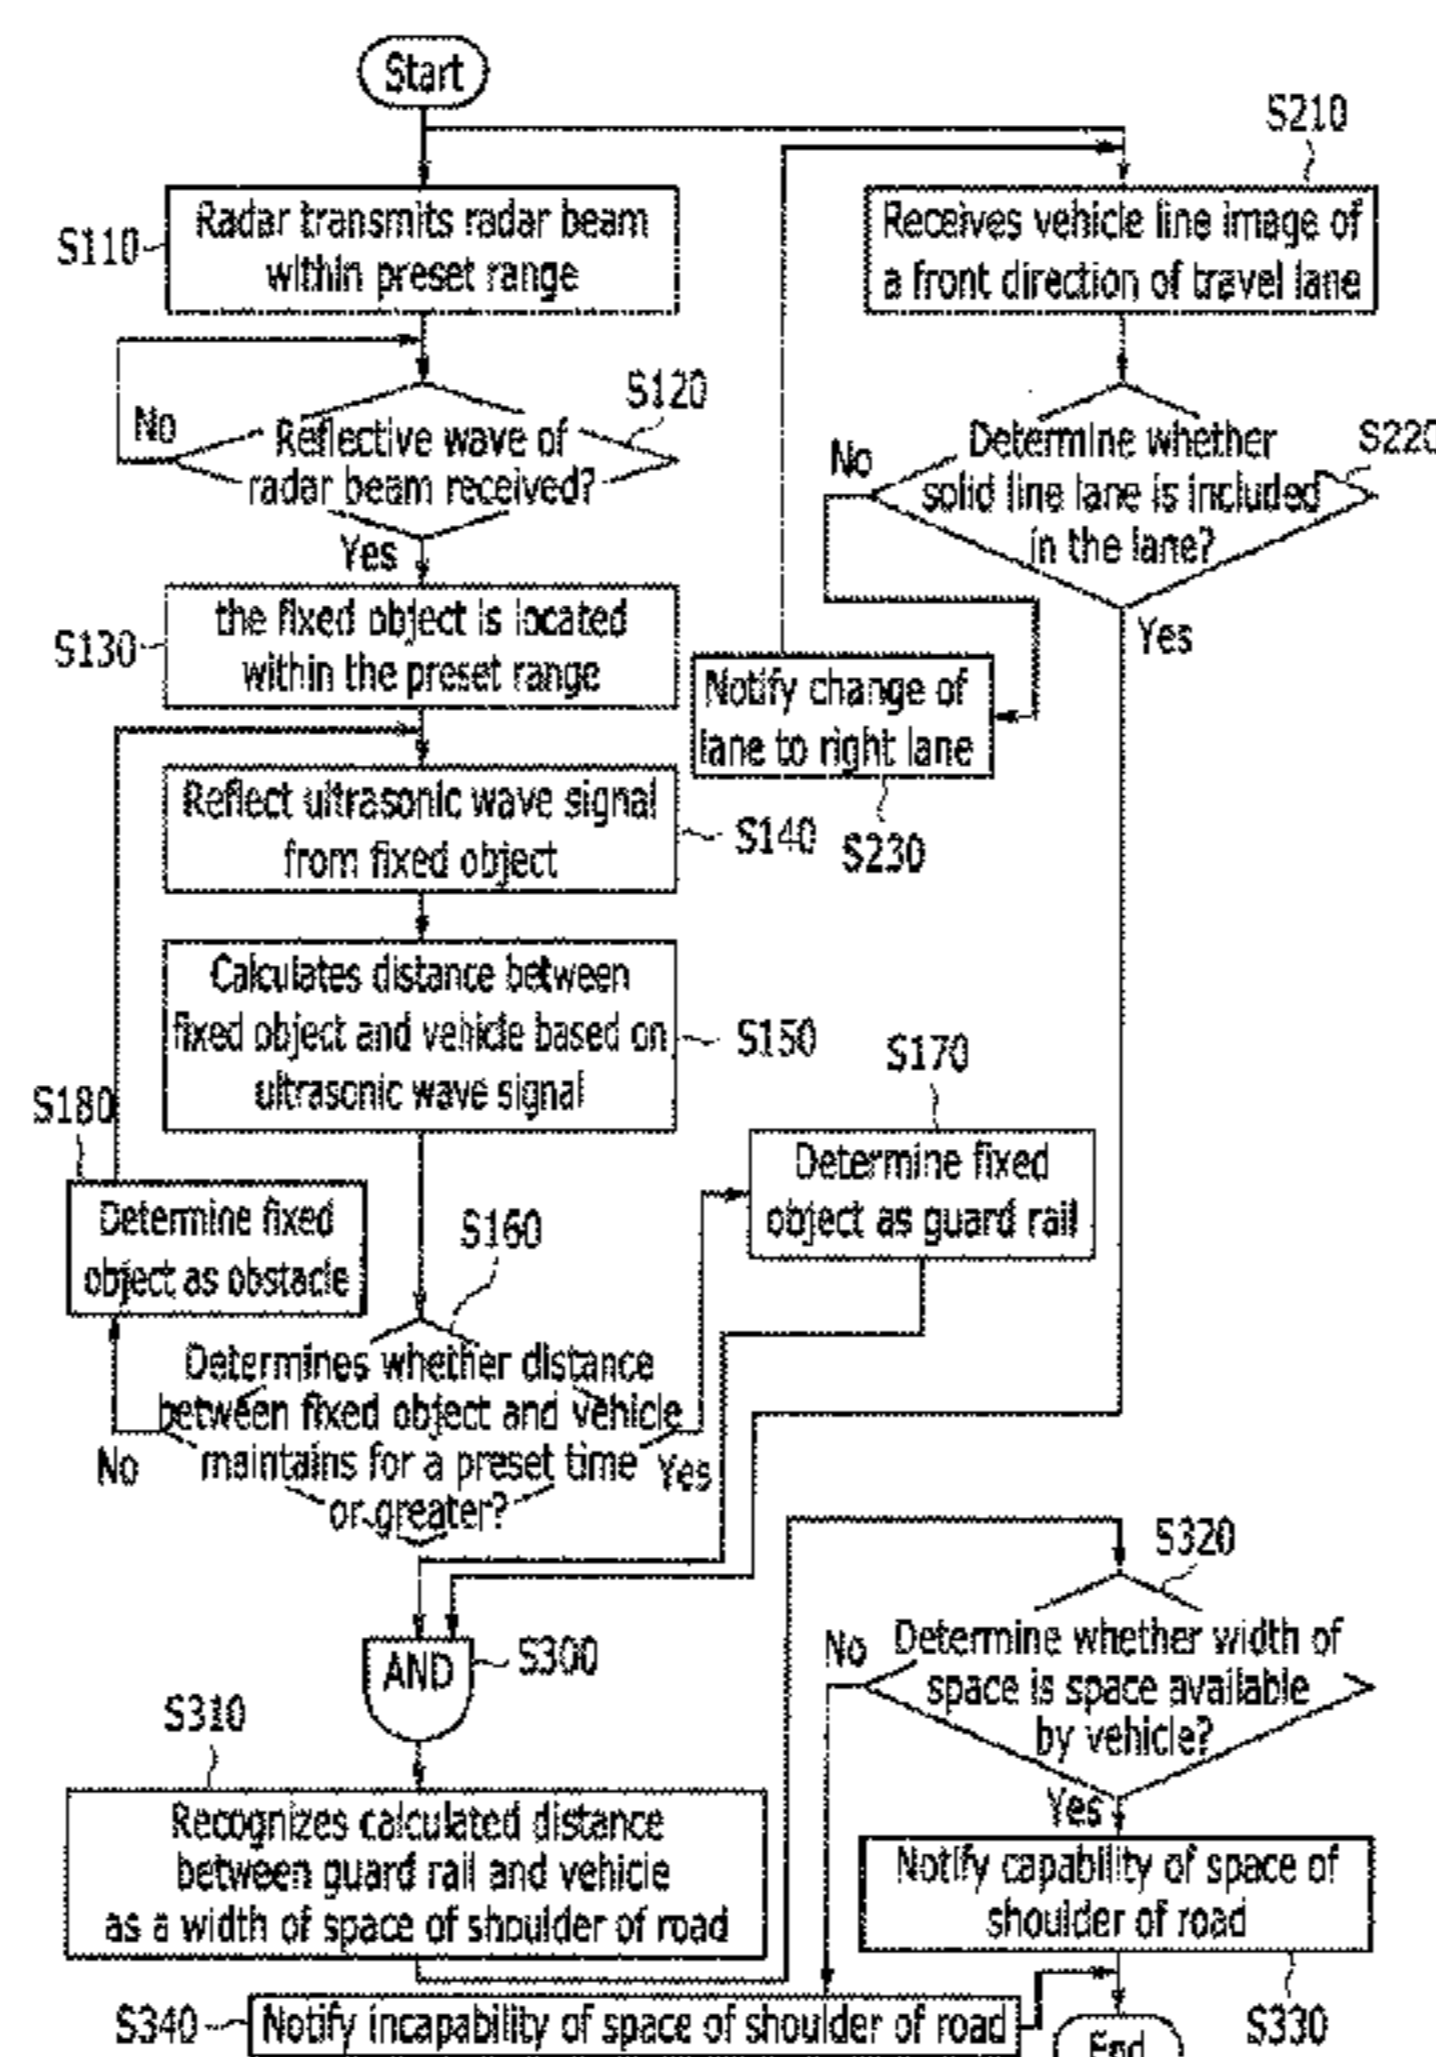 Start
S210
S110
Radar transmits radar beam
within preset range
Receives vehicle line image of
a front direction of travel lane
S120
No
Reflective wave of
radar beam received?
Yes
S220
No
Determine whether
solid line lane is included
in the lane?
Yes
S130
the fixed object is located
within the preset range
Notify change of
lane to right lane
S230
Reflect ultrasonic wave signal
from fixed object
S140
Calculates distance between
fixed object and vehicle based on
ultrasonic wave signal
S150
S170
Determine fixed
object as guard rail
S180
Determine fixed
object as obstacle
S160
Determines whether distance
between fixed object and vehicle
maintains for a preset time
or greater?
No
Yes
AND
S300
S320
No
Determine whether width of
space is space available
by vehicle?
Yes
S310
Recognizes calculated distance
between guard rail and vehicle
as a width of space of shoulder of road
Notify capability of space of
shoulder of road
S330
S340
Notify incapability of space of shoulder of road
End